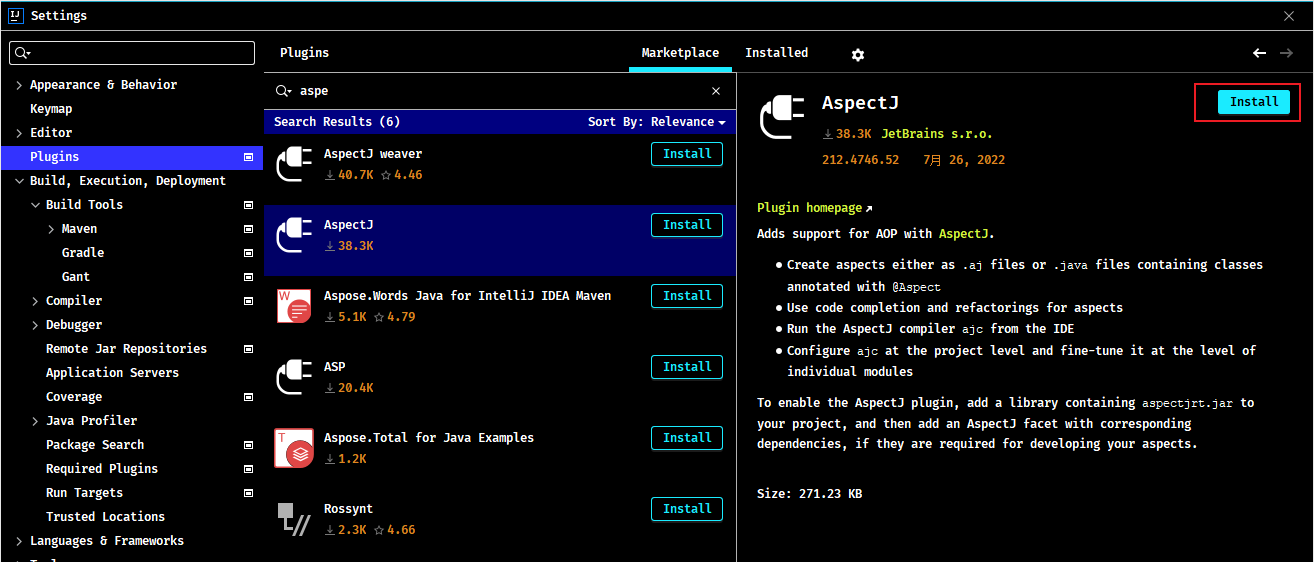 IJ Settings
Appearance & Behavior
Keymap
Editor
Plugins
Build, Execution, Deployment
Build Tools
Maven
Gradle
Gant
Compiler
Debugger
Remote Jar Repositories
Application Servers
Coverage
Java Profiler
Package Search
Required Plugins
Run Targets
Trusted Locations
Languages & Frameworks
Plugins Marketplace Installed
aspe
Search Results (6) Sort By: Relevance
AspectJ weaver Install
40.7K 4.46
AspectJ Install
38.3K
W Aspose.Words Java for IntelliJ IDEA Maven Install
5.1K 4.79
ASP Install
20.4K
T Aspose.Total for Java Examples Install
1.2K
Rossynt Install
2.3K 4.66
AspectJ Install
38.3K JetBrains s.r.o.
212.4746.52 7月 26, 2022
Plugin homepage
Adds support for AOP with AspectJ.
Create aspects either as .aj files or .java files containing classes
annotated with @Aspect
Use code completion and refactorings for aspects
Run the AspectJ compiler ajc from the IDE
Configure ajc at the project level and fine-tune it at the level of
individual modules
To enable the AspectJ plugin, add a library containing aspectjrt.jar to
your project, and then add an AspectJ facet with corresponding
dependencies, if they are required for developing your aspects.
Size: 271.23 KB